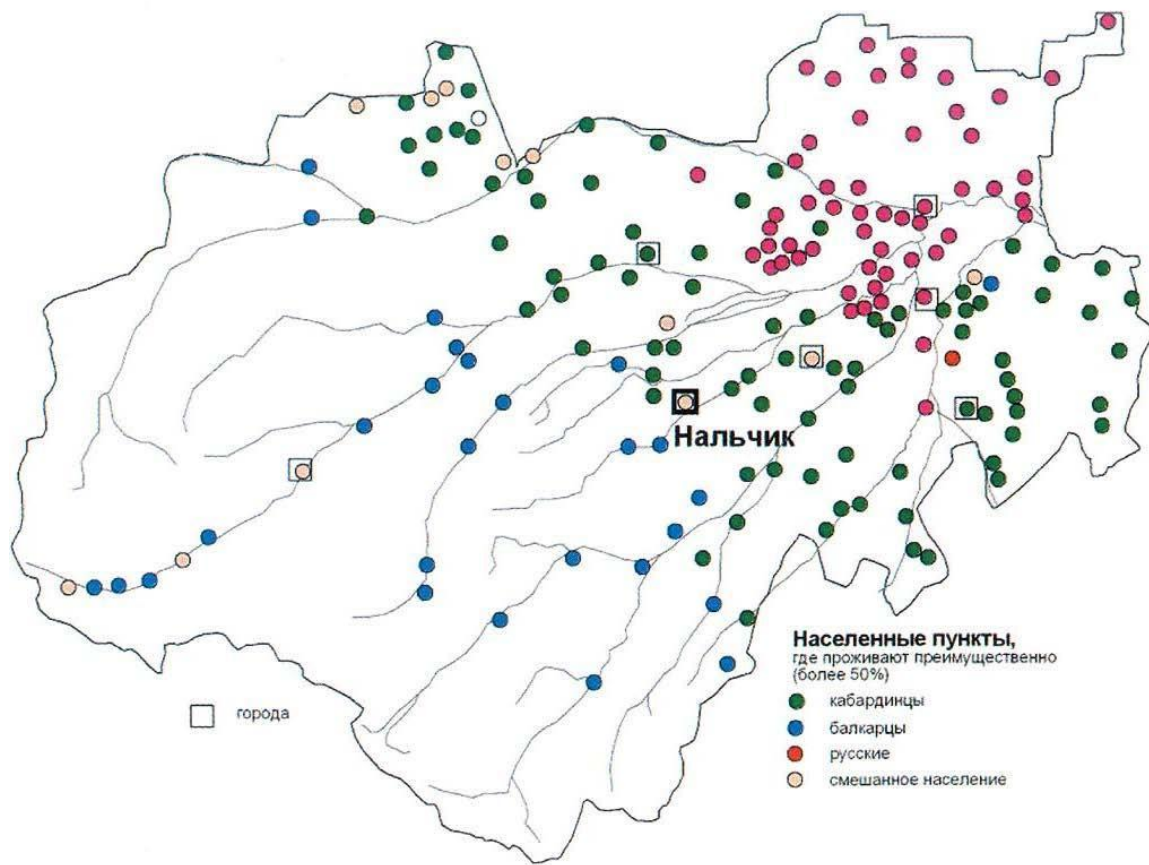 Нальчик
Населенные пункты,
где проживают преимущественно
(более 50%)
кабардинцы
балкарцы
русские
смешанное население
города